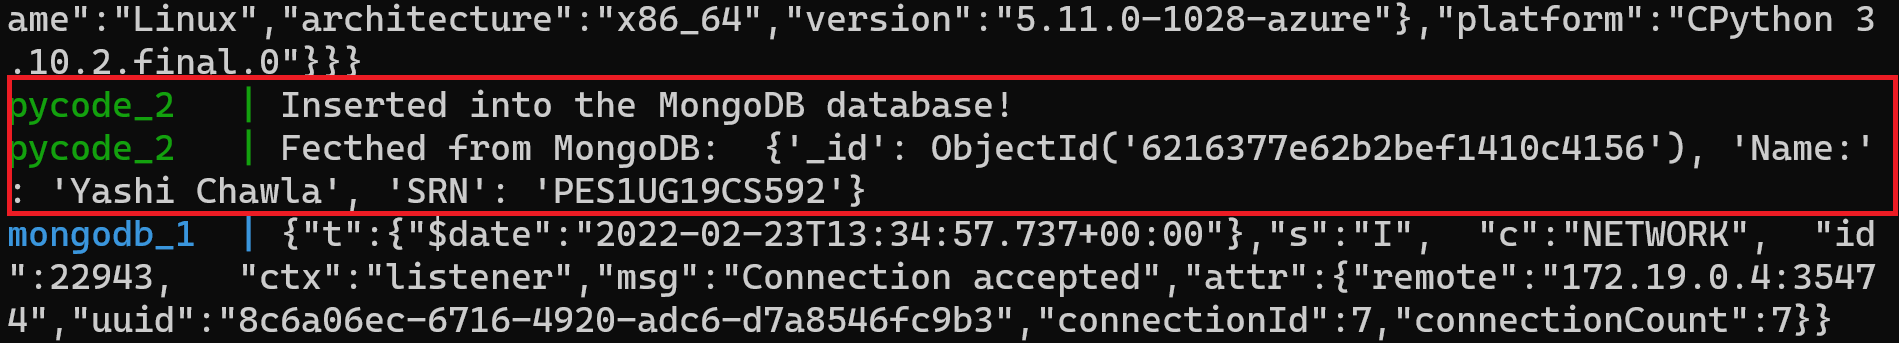 ame":"Linux","architecture":"x86_64","version":"5.11.0-1028-azure"},"platform":"CPython 3
.10.2.final.0"}}}
pycode_2   | Inserted into the MongoDB database!
pycode_2   | Fecthed from MongoDB:  {'_id': ObjectId('6216377e62b2bef1410c4156'), 'Name:'
: 'Yashi Chawla', 'SRN': 'PES1UG19CS592'}
mongodb_1  | {"t":{"$date":"2022-02-23T13:34:57.737+00:00"},"s":"I",  "c":"NETWORK",  "id
":22943,   "ctx":"listener","msg":"Connection accepted","attr":{"remote":"172.19.0.4:3547
4","uuid":"8c6a06ec-6716-4920-adc6-d7a8546fc9b3","connectionId":7,"connectionCount":7}}